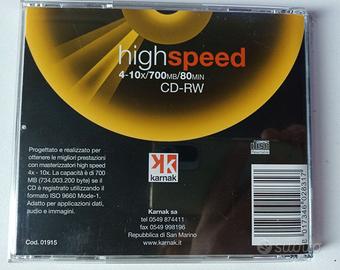 highspeed
4-10x/700MB/80MIN
CD-RW
Progettato e realizzato per
ottenere le migliori prestazioni
con masterizzatori high speed
4x - 10x. La capacità è di 700
MB (734.003.200 byte) se il
CD è registrato utilizzando il
formato ISO 9660 Mode-1.
Adatto per applicazioni dati,
audio e immagini.
karnak
Karnak sa
tel 0549 874411
fax 0549 998196
Repubblica di San Marino
www.karnak.it
disc
Cod. 01915
subito